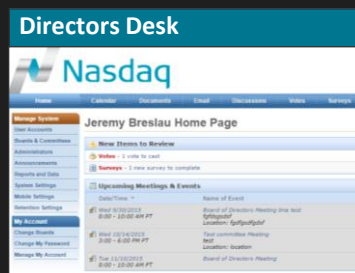 Directors Desk
Nasdaq
Home Calendar Documents Email Discussions Votes Surveys
Manage System
User Accounts
Boards & Committees
Administrators
Announcements
Reports and Data
System Settings
Mobile Settings
Retention Settings
My Account
Change Boards
Change My Password
Manage My Account
Jeremy Breslau Home Page
New Items to Review
Votes - 1 vote to cast
Surveys - 1 new survey to complete
Upcoming Meetings & Events
Date/Time Name of Event
Wed 9/30/2015 Board of Directors Meeting time test
8:00 - 10:00 AM PT
Location:
Wed 10/14/2015 Test committee Meeting
3:00 - 6:00 PM PT test
Location: location
Tue 11/10/2015 Board of Directors Meeting
8:00 - 10:00 AM PT